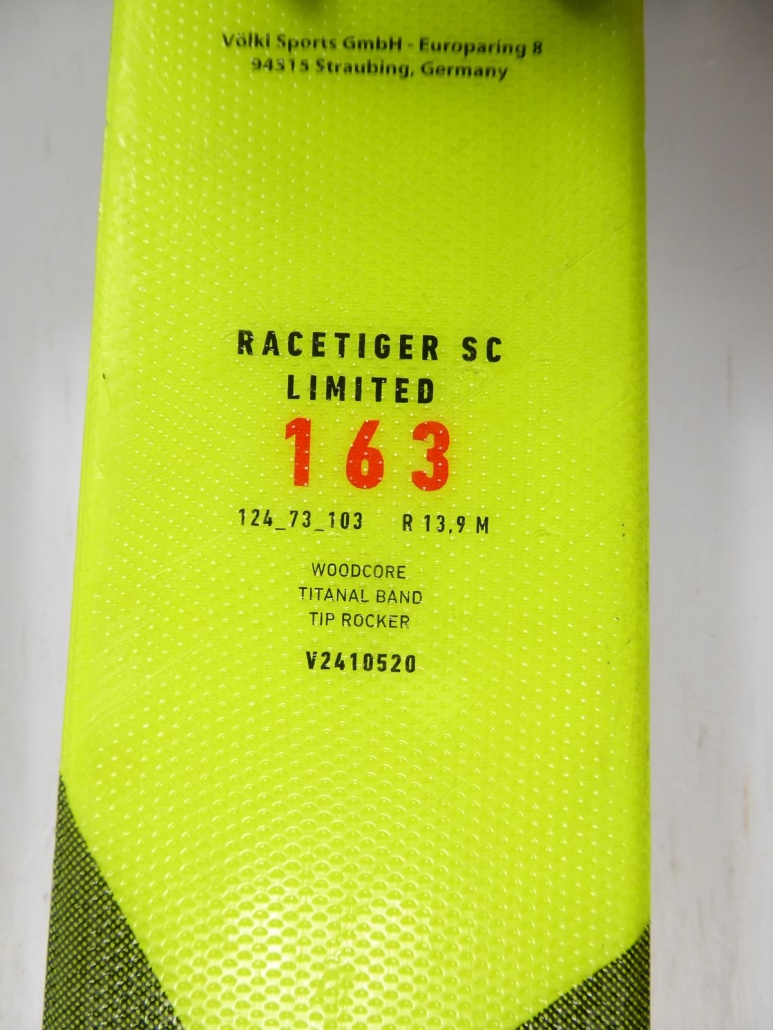 Völkl Sports GmbH - Europaring 8
94315 Straubing, Germany
RACETIGER SC
LIMITED
163
124_73_103 R 13,9 M
WOODCORE
TITANAL BAND
TIP ROCKER
V2410520